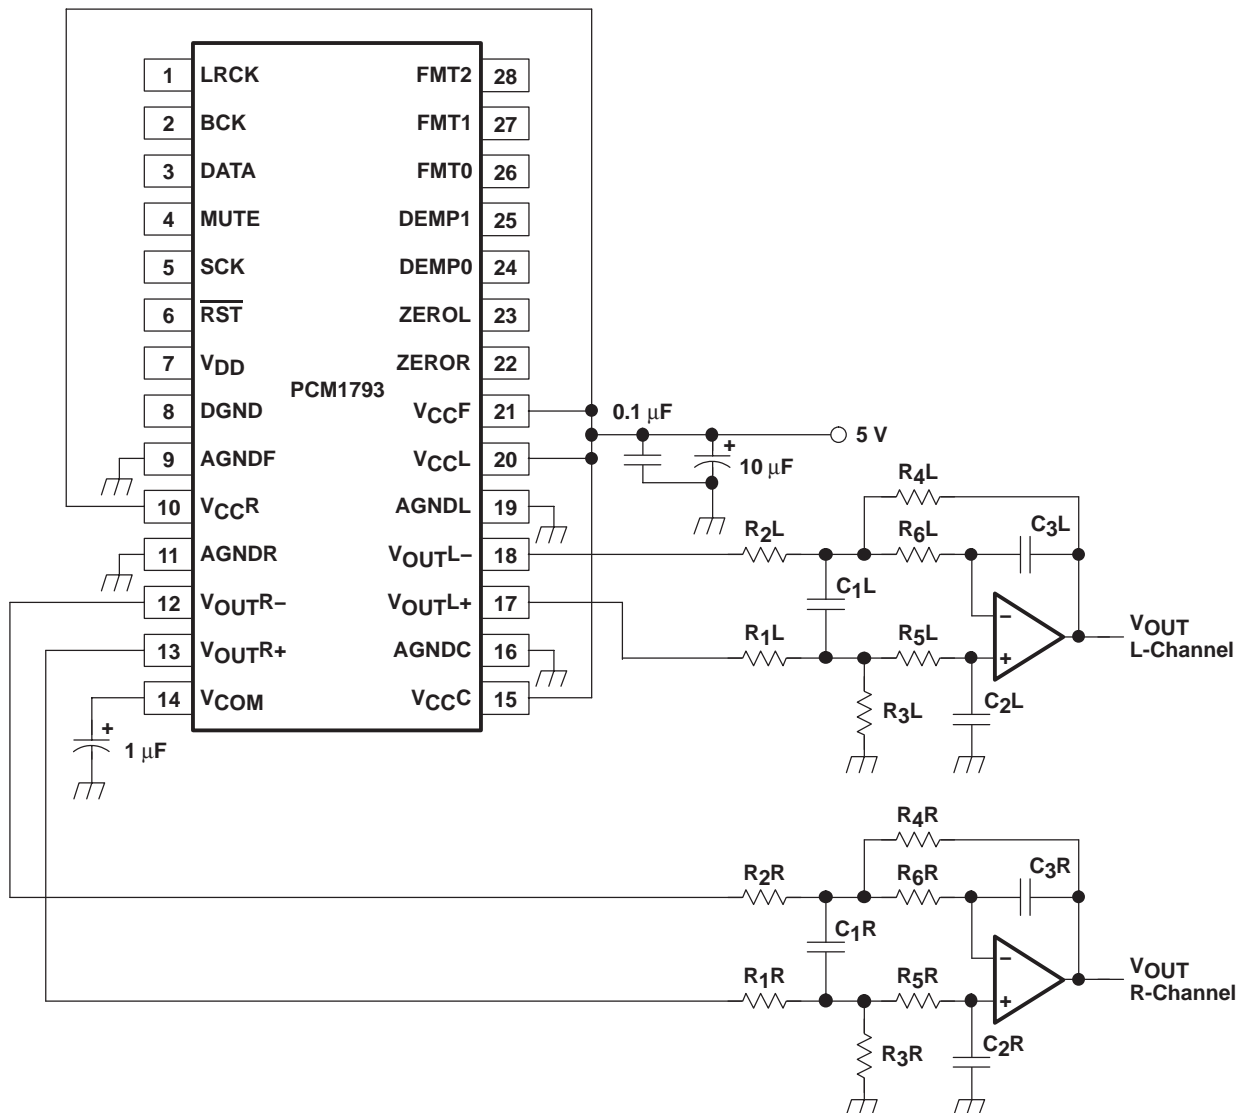 1 LRCK FMT2 28
2 BCK FMT1 27
3 DATA FMT0 26
4 MUTE DEMP1 25
5 SCK DEMP0 24
6 RST ZEROL 23
7 VDD ZEROR 22
PCM1793
8 DGND VCCF 21
0.1 μF
5 V
9 AGNDF VCCL 20
+
10 μF
10 VCCR AGNDL 19
R4L
11 AGNDR VOUTL– 18
R2L R6L C3L
12 VOUTR– VOUTL+ 17
C1L
–
13 VOUTR+ AGNDC 16
R1L R5L
+
VOUT
L-Channel
14 VCOM VCCC 15
R3L C2L
+
1 μF
R4R
R2R R6R C3R
C1R
–
R1R R5R
+
VOUT
R-Channel
R3R C2R